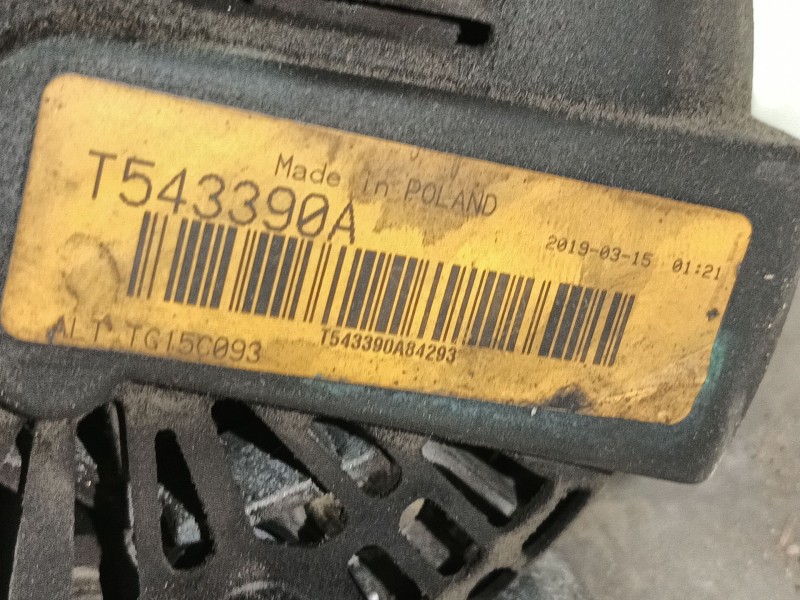 Made in POLAND
T543390A
2019-03-15 01:21
T543390A84293
ALT TG15C093